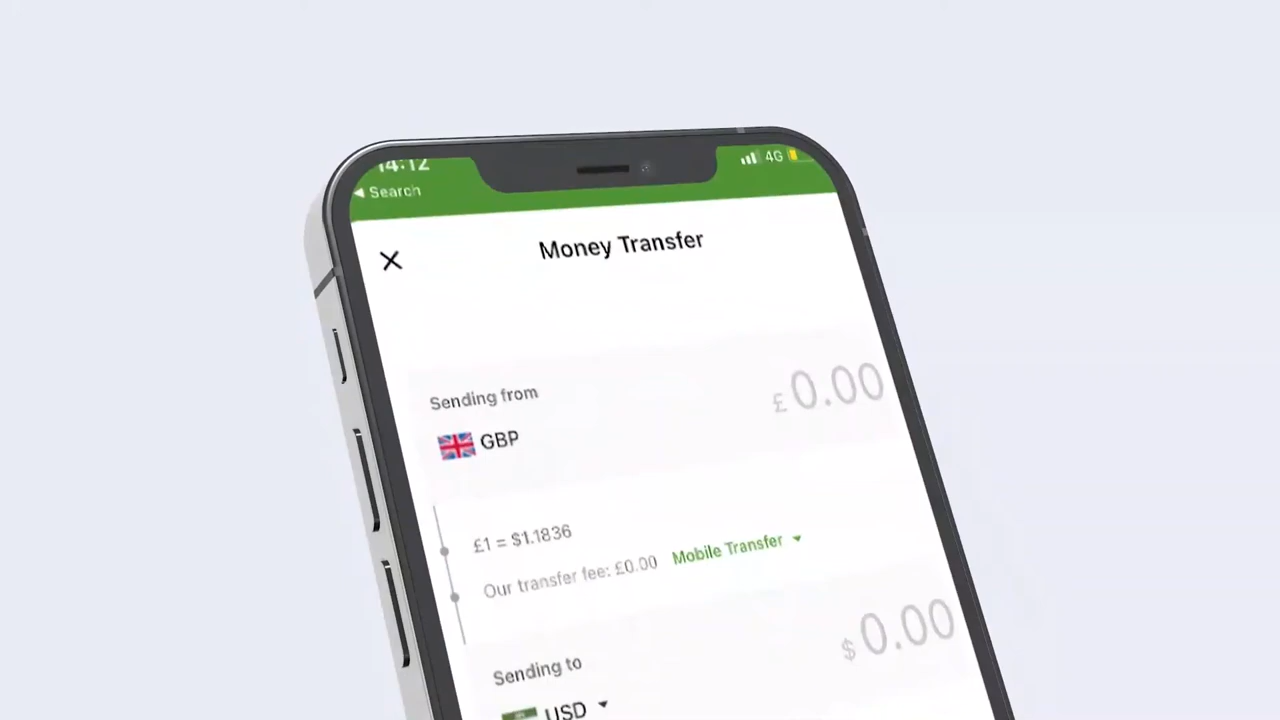 14:12
4G
Search
Money Transfer
Sending from
£0.00
GBP
£1 = $1.1836
Our transfer fee: £0.00 Mobile Transfer
Sending to
$0.00
USD